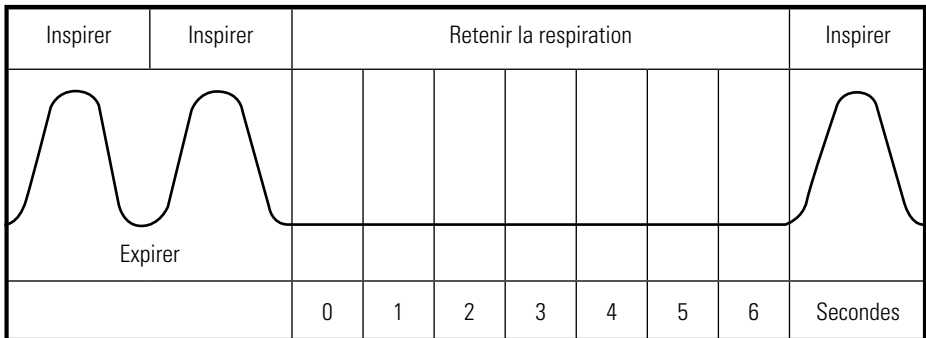 Inspirer Inspirer Retenir la respiration Inspirer
Expirer
0 1 2 3 4 5 6 Secondes